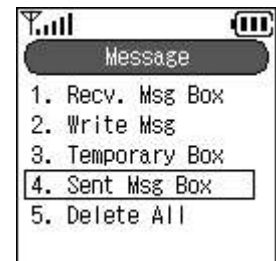 Message
1. Recv. Msg Box
2. Write Msg
3. Temporary Box
4. Sent Msg Box
5. Delete All